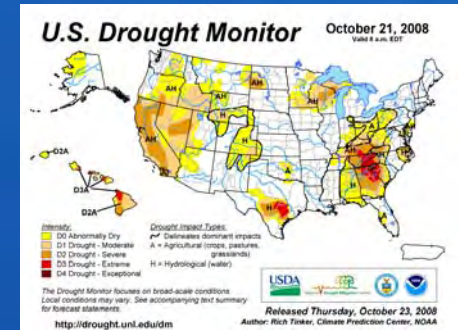 U.S. Drought Monitor
October 21, 2008
Valid 8 a.m. EDT
AH
AH
AH
AH
H
H
A
AH
AH
H
H
A
H
H
D2A
D3A
D2A
Intensity:
D0 Abnormally Dry
D1 Drought - Moderate
D2 Drought - Severe
D3 Drought - Extreme
D4 Drought - Exceptional
Drought Impact Types:
Delineates dominant impacts
A = Agricultural (crops, pastures,
grasslands)
H = Hydrological (water)
The Drought Monitor focuses on broad-scale conditions.
Local conditions may vary. See accompanying text summary
for forecast statements.
http://drought.unl.edu/dm
USDA
Released Thursday, October 23, 2008
Author: Rich Tinker, Climate Prediction Center, NOAA